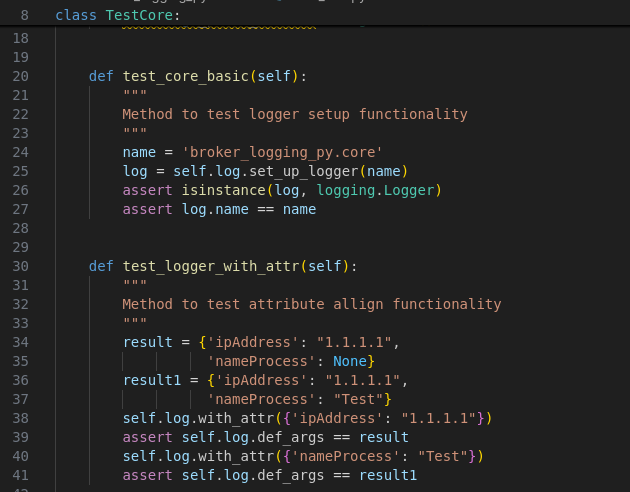 8 class TestCore:
18
19
20 def test_core_basic(self):
21 """
22 Method to test logger setup functionality
23 """
24 name = 'broker_logging_py.core'
25 log = self.log.set_up_logger(name)
26 assert isinstance(log, logging.Logger)
27 assert log.name == name
28
29
30 def test_logger_with_attr(self):
31 """
32 Method to test attribute allign functionality
33 """
34 result = {'ipAddress': "1.1.1.1",
35 'nameProcess': None}
36 result1 = {'ipAddress': "1.1.1.1",
37 'nameProcess': "Test"}
38 self.log.with_attr({'ipAddress': "1.1.1.1"})
39 assert self.log.def_args == result
40 self.log.with_attr({'nameProcess': "Test"})
41 assert self.log.def_args == result1